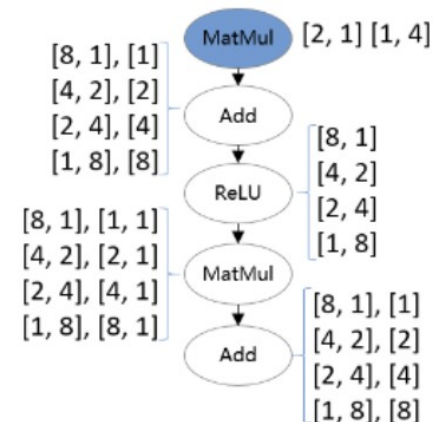 MatMul [2, 1] [1, 4]
[8, 1], [1]
[4, 2], [2]
[2, 4], [4]
[1, 8], [8]
Add
[8, 1]
[4, 2]
[2, 4]
[1, 8]
ReLU
[8, 1], [1, 1]
[4, 2], [2, 1]
[2, 4], [4, 1]
[1, 8], [8, 1]
MatMul
Add
[8, 1], [1]
[4, 2], [2]
[2, 4], [4]
[1, 8], [8]